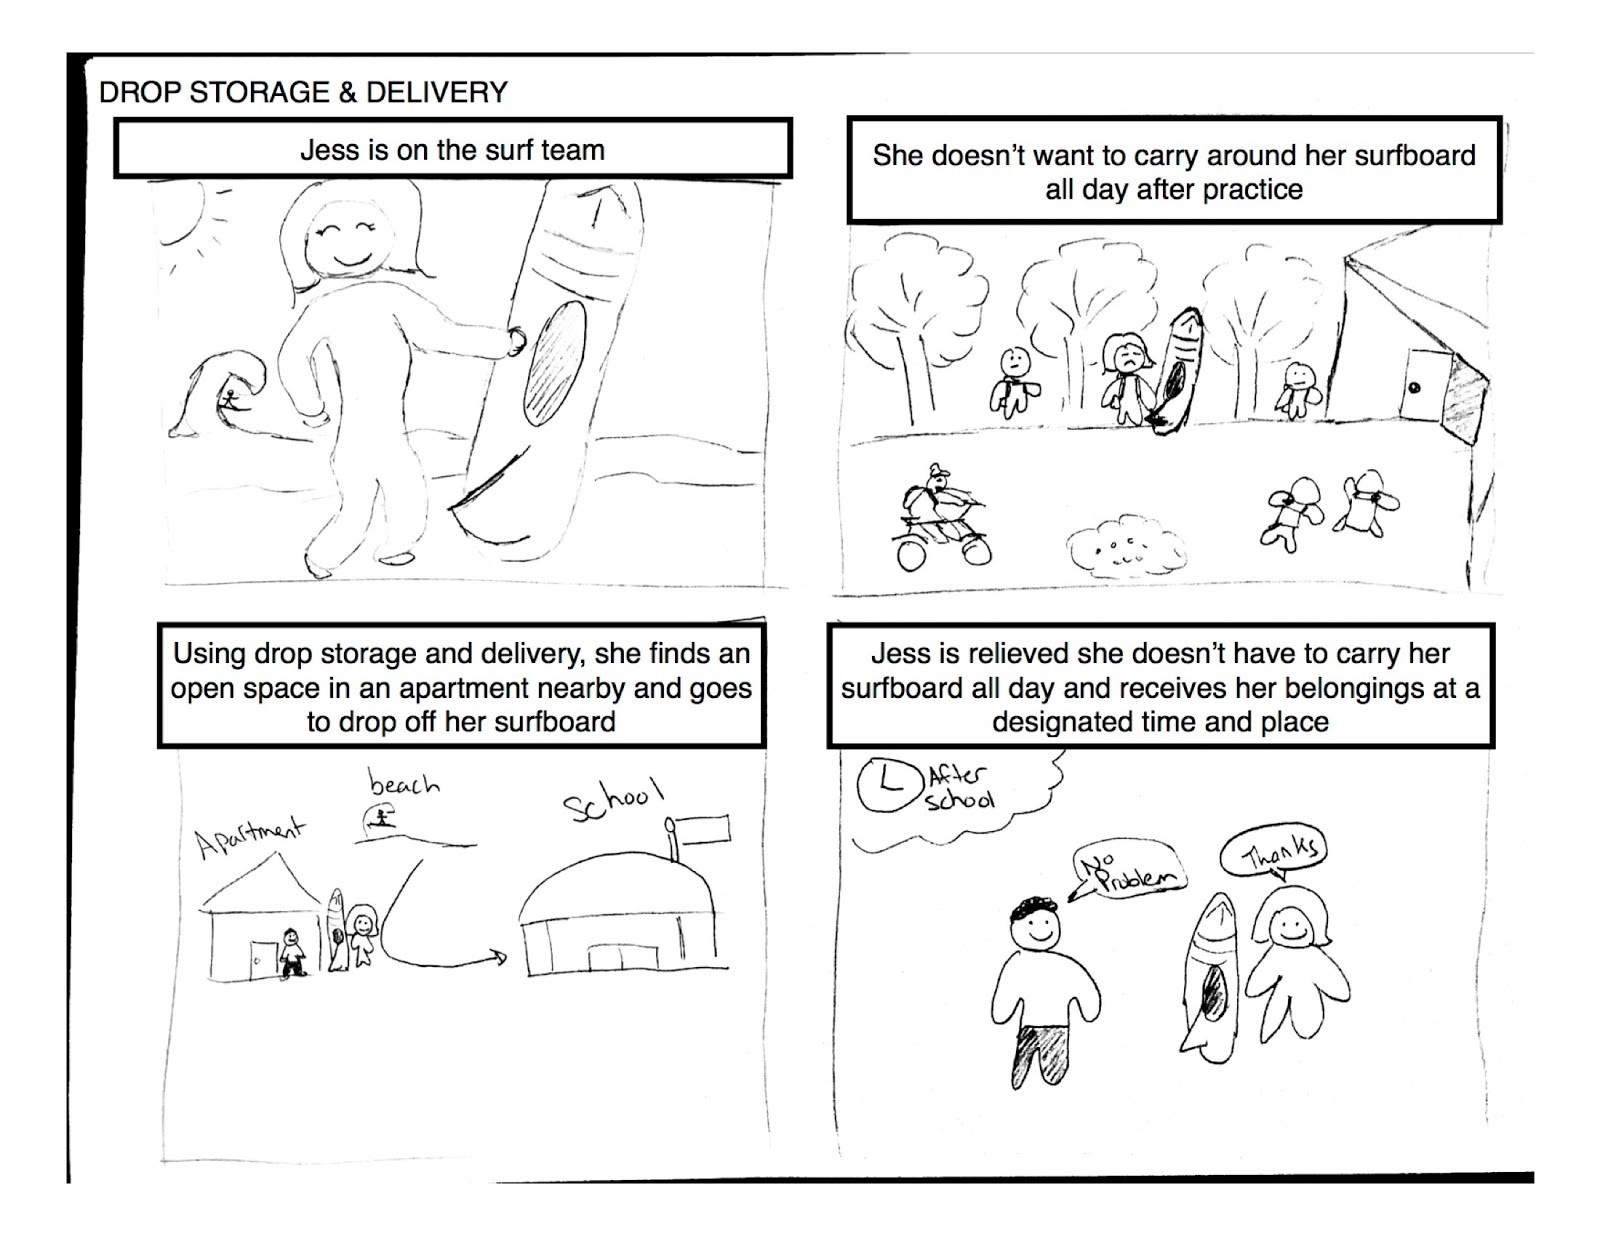 DROP STORAGE & DELIVERY
Jess is on the surf team
She doesn't want to carry around her surfboard
all day after practice
Using drop storage and delivery, she finds an
open space in an apartment nearby and goes
to drop off her surfboard
Apartment
beach
School
Jess is relieved she doesn't have to carry her
surfboard all day and receives her belongings at a
designated time and place
After
school
No
Problem
Thanks